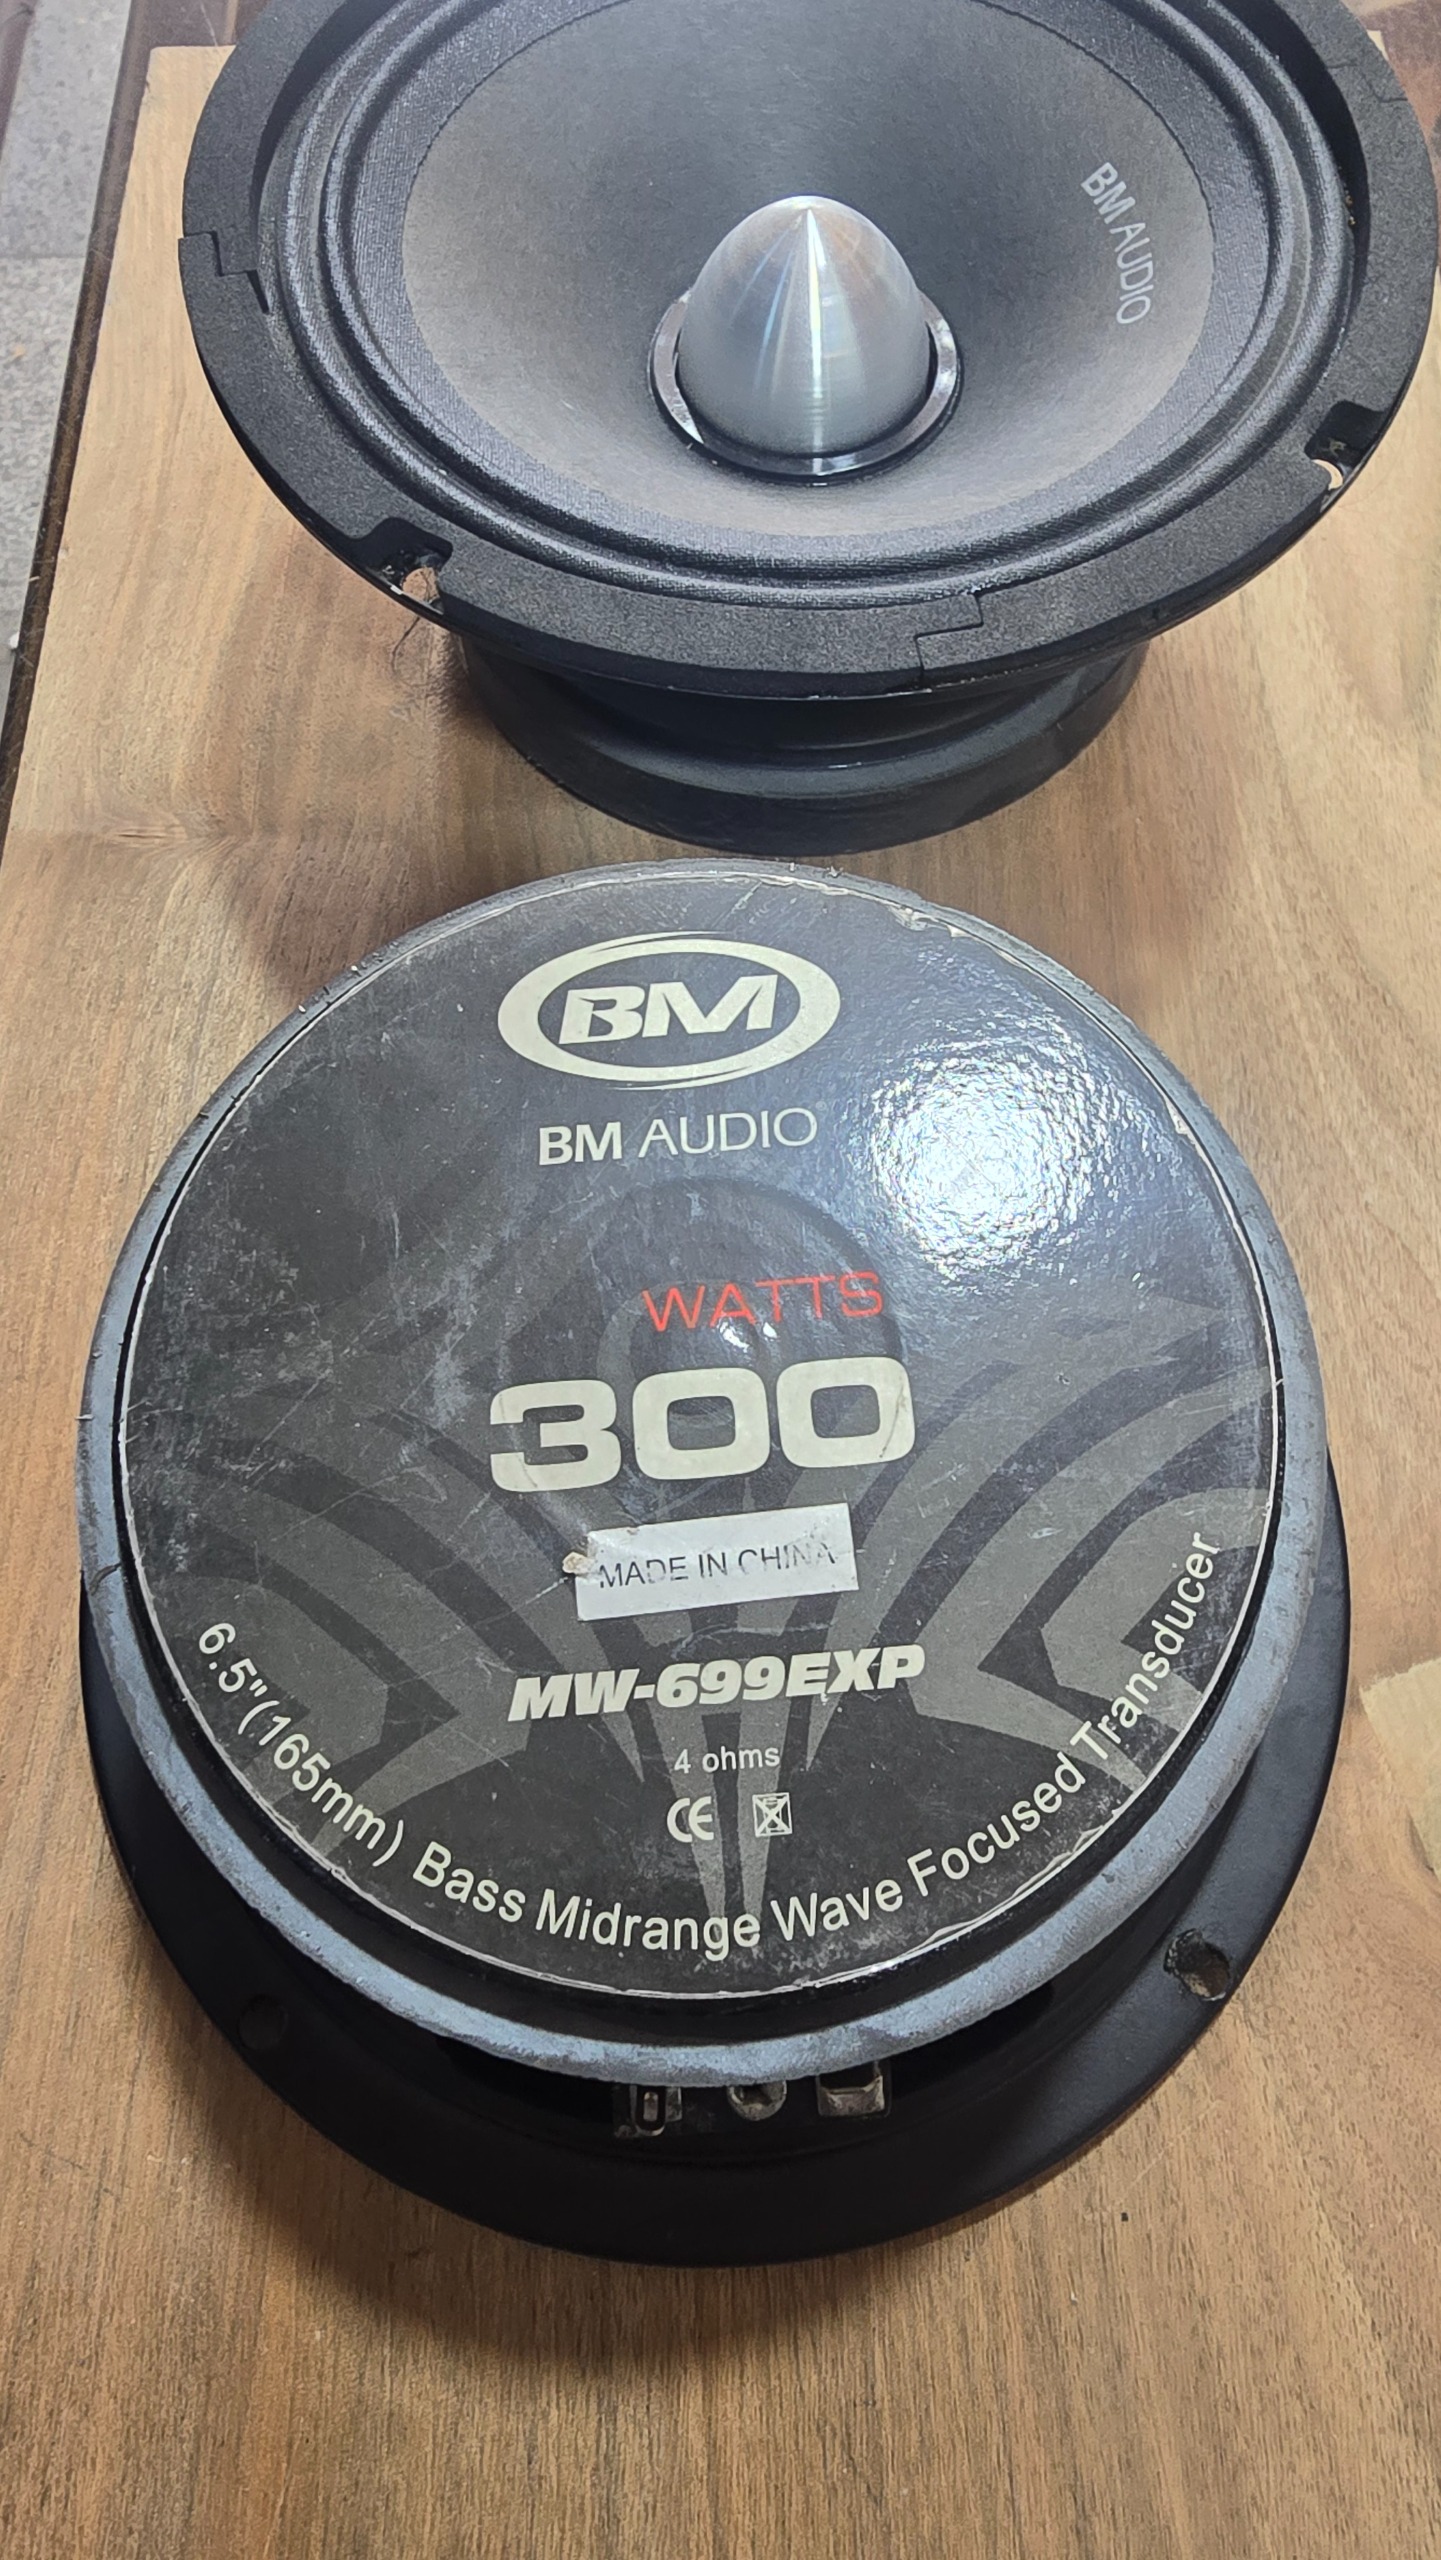 BM AUDIO
BM
BM AUDIO®
WATTS
300
MADE IN CHINA
MW-699EXP
4 ohms
CE
6.5"(165mm) Bass Midrange Wave Focused Transducer